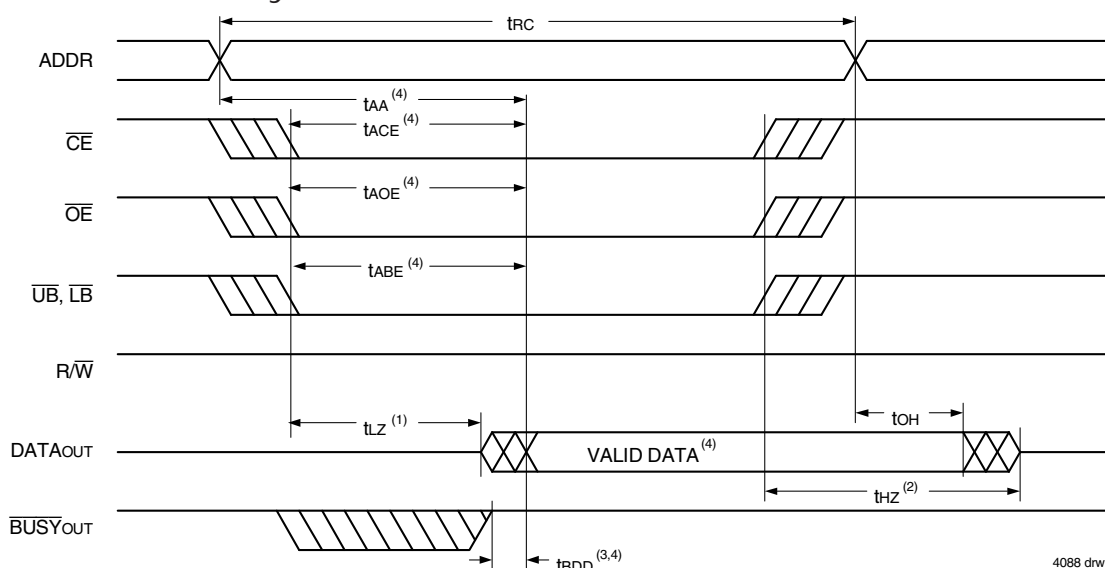 tRC
ADDR
tAA (4)
tACE (4)
CE
tAOE (4)
OE
tABE (4)
UB, LB
R/W
tOH
tLZ (1)
DATAOUT
VALID DATA (4)
tHZ (2)
BUSYOUT
tBDD (3,4)
4088 drw